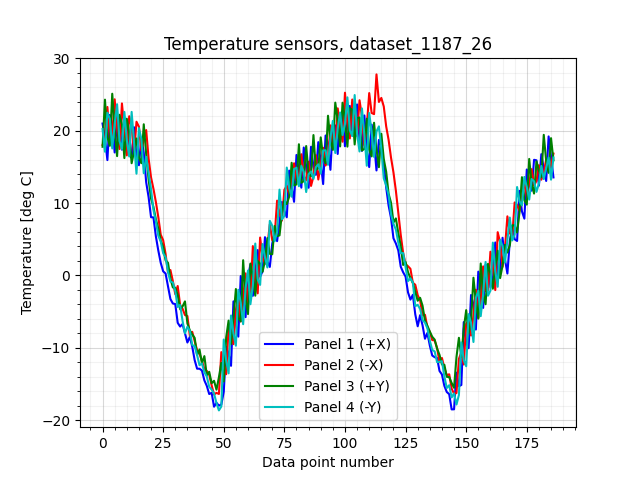 Temperature sensors, dataset_1187_26
Temperature [deg C]
30
20
10
0
−10
−20
Panel 1 (+X)
Panel 2 (-X)
Panel 3 (+Y)
Panel 4 (-Y)
0 25 50 75 100 125 150 175
Data point number